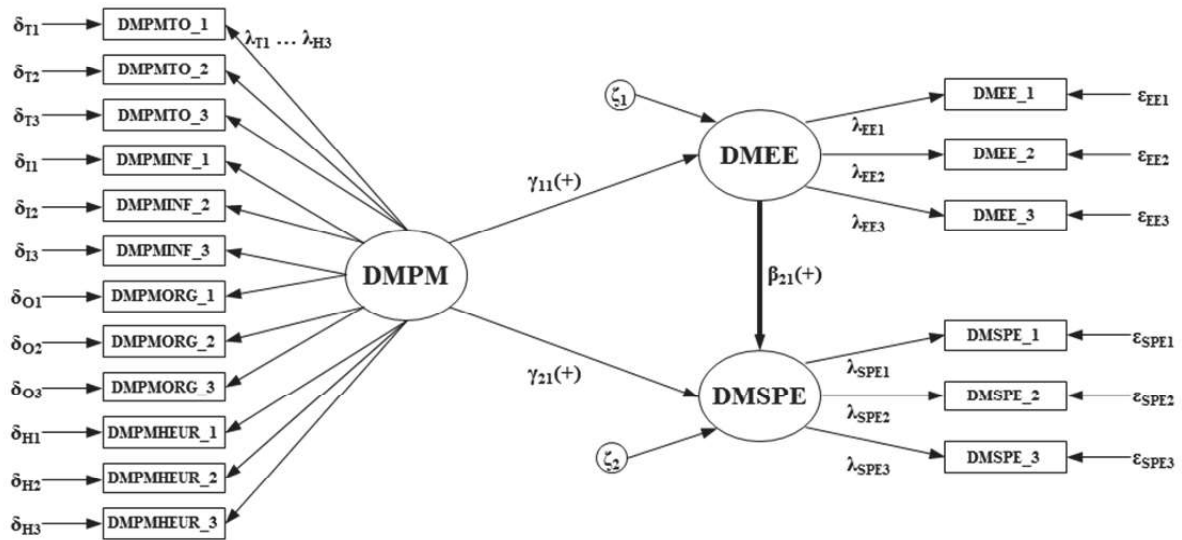 δT1 DMPMTO_1
λT1 … λH3
δT2 DMPMTO_2
δT3 DMPMTO_3
δI1 DMPMINF_1
δI2 DMPMINF_2
δI3 DMPMINF_3
δO1 DMPMORG_1
δO2 DMPMORG_2
δO3 DMPMORG_3
δH1 DMPMHEUR_1
δH2 DMPMHEUR_2
δH3 DMPMHEUR_3
DMPM
γ11(+)
γ21(+)
ζ1
DMEE
β21(+)
ζ2
DMSPE
λEE1
λEE2
λEE3
DMEE_1 εEE1
DMEE_2 εEE2
DMEE_3 εEE3
λSPE1
λSPE2
λSPE3
DMSPE_1 εSPE1
DMSPE_2 εSPE2
DMSPE_3 εSPE3